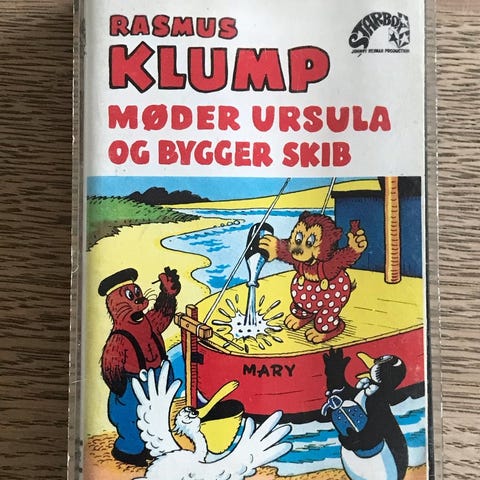 RASMUS
KLUMP
MØDER URSULA
OG BYGGER SKIB
STARBOX
JOHNNY REIMAR PRODUCTION
MARY